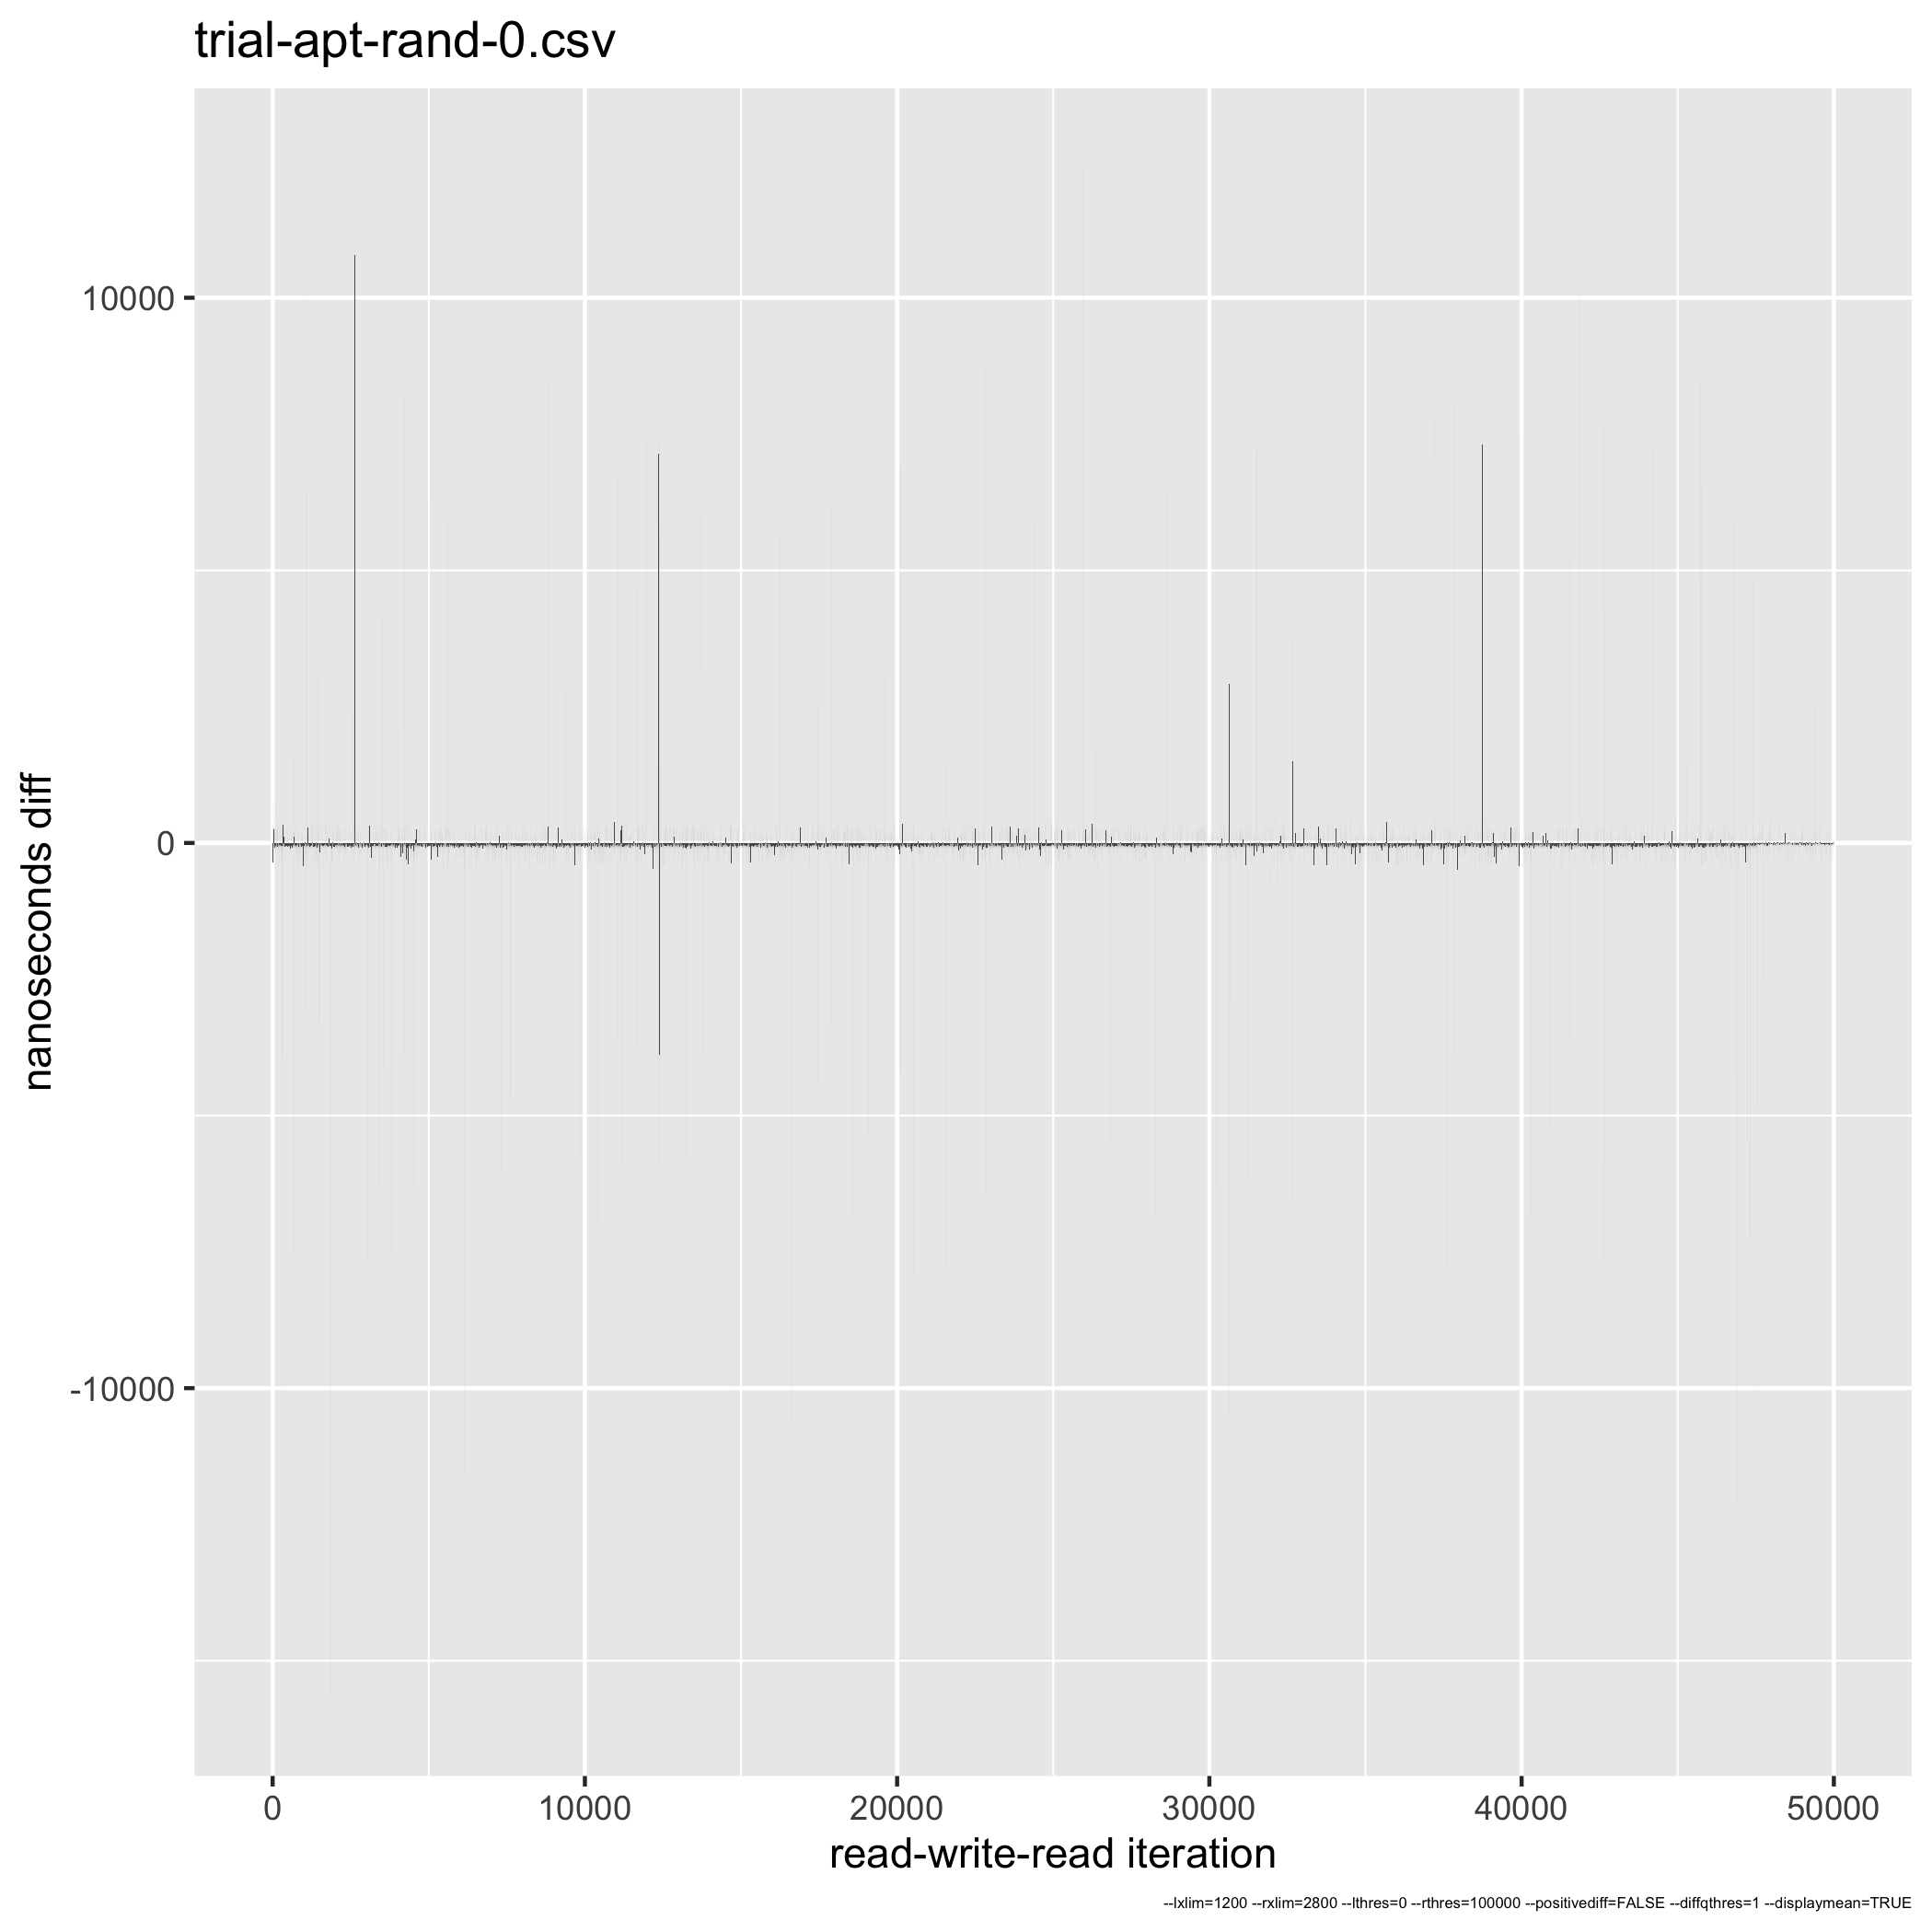 trial-apt-rand-0.csv
10000
0
-10000
nanoseconds diff
0 10000 20000 30000 40000 50000
read-write-read iteration
--lxlim=1200 --rxlim=2800 --lthres=0 --rthres=100000 --positivediff=FALSE --diffqthres=1 --displaymean=TRUE